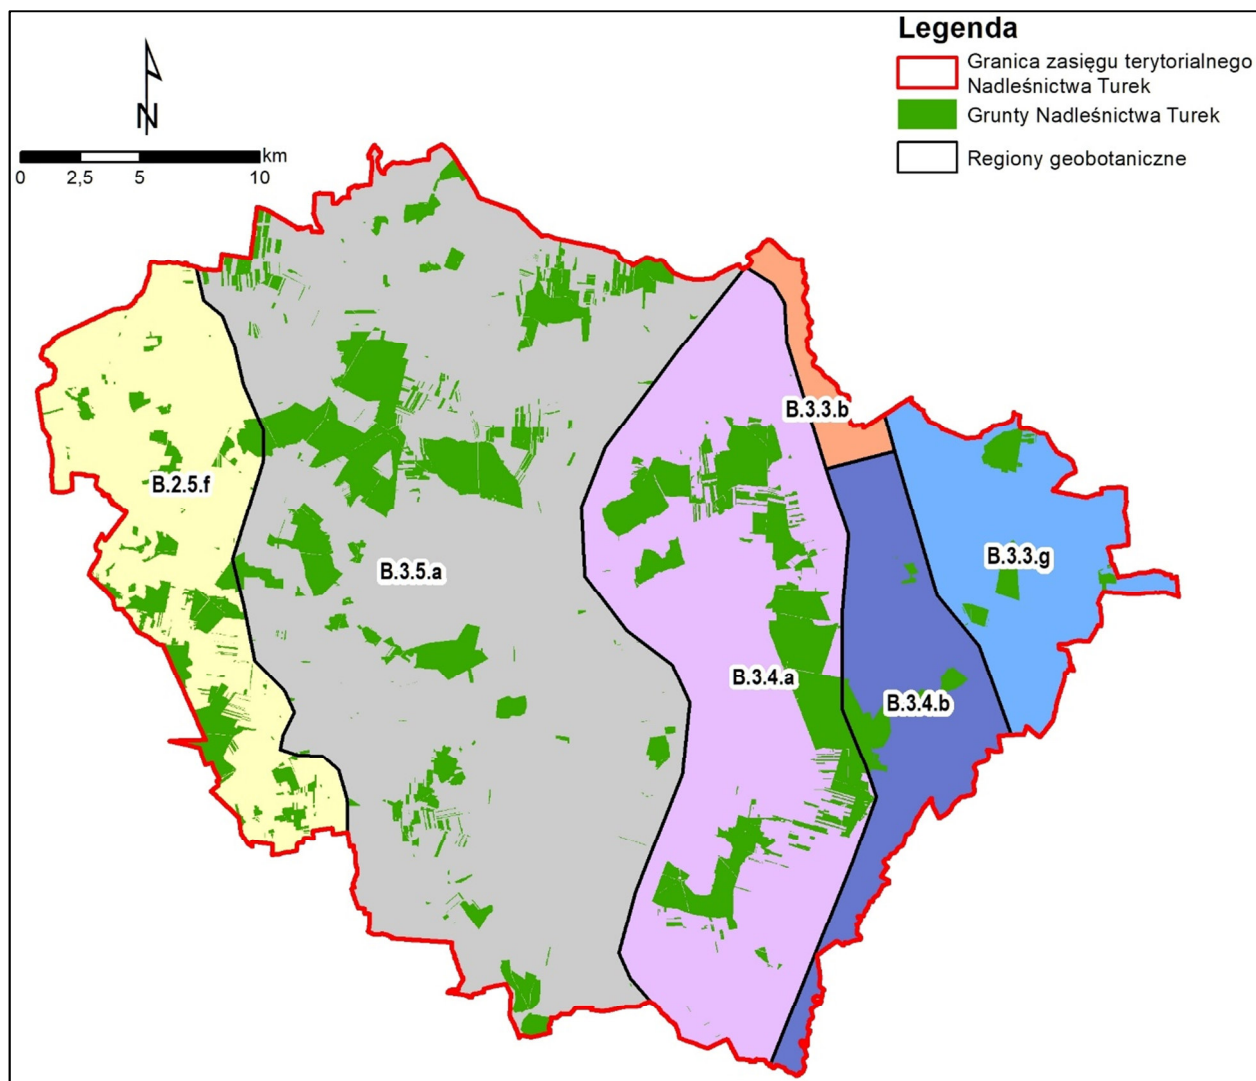 Legenda
Granica zasięgu terytorialnego
Nadleśnictwa Turek
Grunty Nadleśnictwa Turek
Regiony geobotaniczne
N
km
0 2,5 5 10
B.3.3.b
B.2.5.f
B.3.3.g
B.3.5.a
B.3.4.a
B.3.4.b